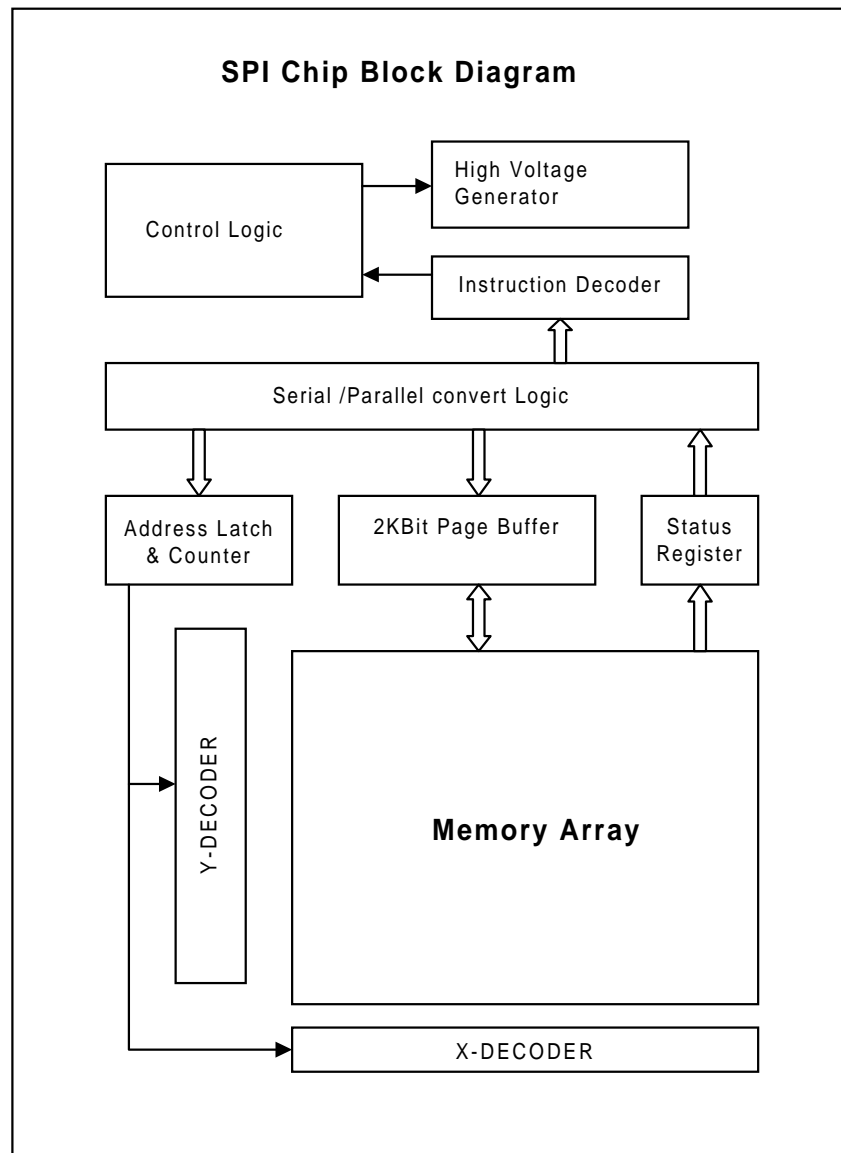 SPI Chip Block Diagram
High Voltage
Generator
Control Logic
Instruction Decoder
Serial /Parallel convert Logic
Address Latch
& Counter
2KBit Page Buffer
Status
Register
Y-DECODER
Memory Array
X-DECODER